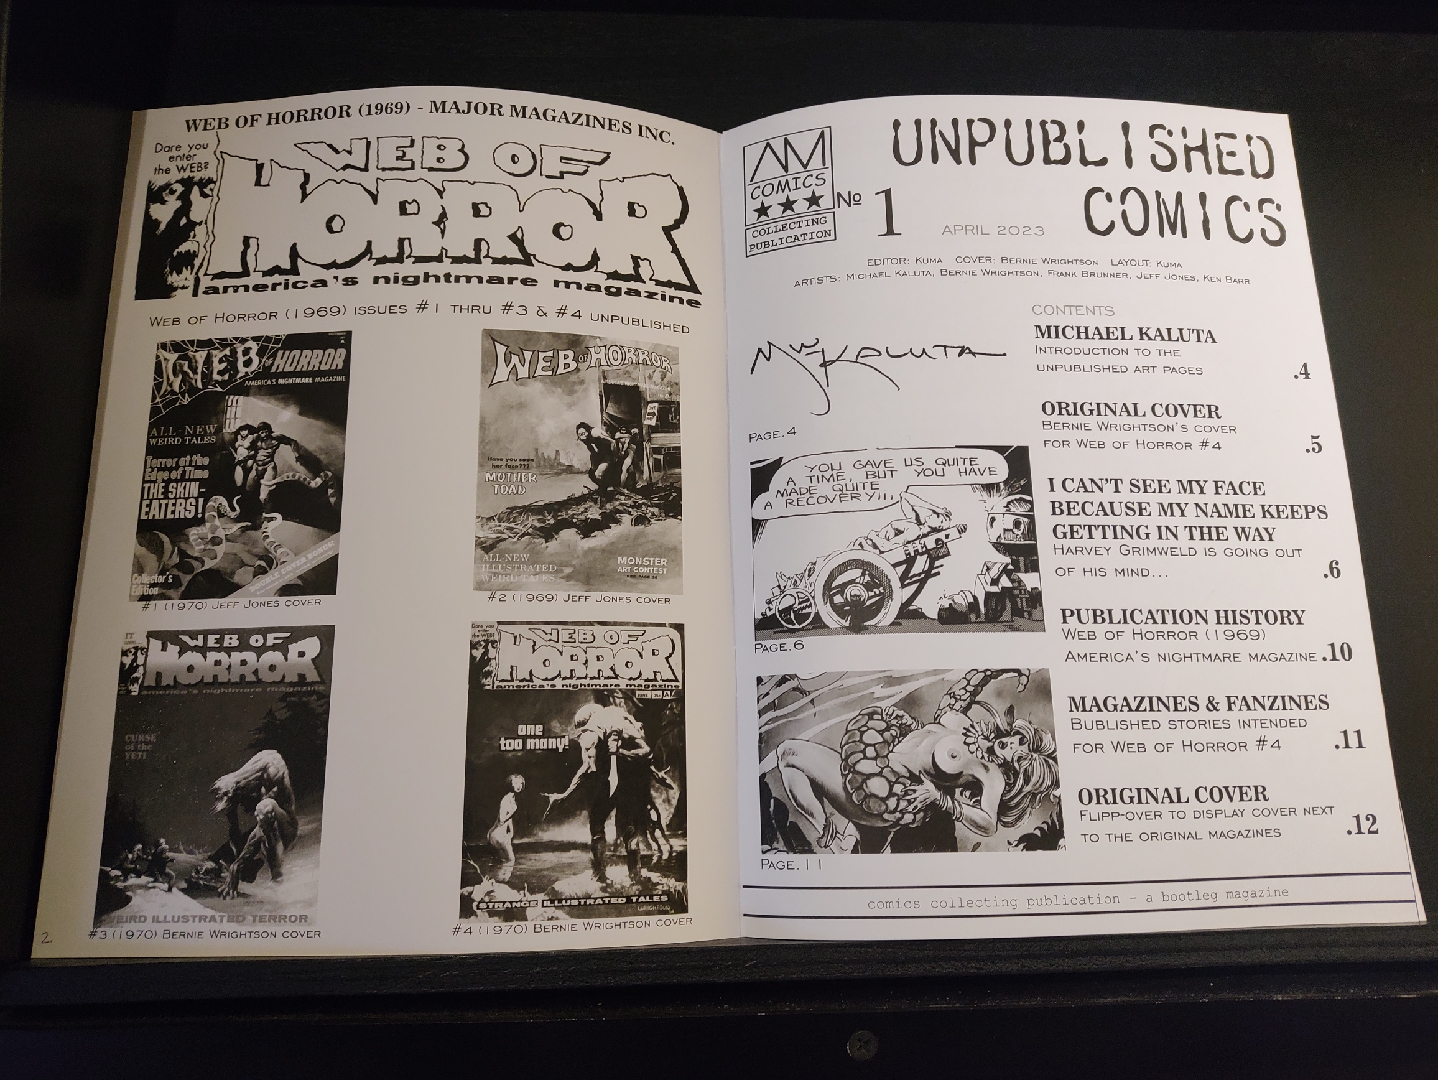 WEB OF HORROR (1969) - MAJOR MAGAZINES INC.
Dare you
enter
the WEB?
WEB OF
HORROR
america's nightmare magazine
WEB OF HORROR (1969) ISSUES #1 THRU #3 & #4 UNPUBLISHED
WEB OF HORROR
AMERICA'S NIGHTMARE MAGAZINE
ALL-NEW
WEIRD TALES
Terror at the
Edge of Time
THE SKIN-
EATERS!
Collector's
Edition
#1 (1970) JEFF JONES COVER
WEB OF HORROR
Have you seen
her face???
MOTHER
TOAD
ALL NEW
ILLUSTRATED
WEIRD TALES
MONSTER
ART CONTEST
#2 (1969) JEFF JONES COVER
WEB OF
HORROR
america's nightmare magazine
CURSE
of the
YETI
WEIRD ILLUSTRATED TERROR
#3 (1970) BERNIE WRIGHTSON COVER
Dare you
enter
the WEB?
WEB OF
HORROR
america's nightmare magazine
one
too many!
STRANGE ILLUSTRATED TALES
#4 (1970) BERNIE WRIGHTSON COVER
2
AM
COMICS
COLLECTING
PUBLICATION
No 1
APRIL 2023
UNPUBLISHED
COMICS
EDITOR: KUMA COVER: BERNIE WRIGHTSON LAYOUT: KUMA
ARTISTS: MICHAEL KALUTA, BERNIE WRIGHTSON, FRANK BRUNNER, JEFF JONES, KEN BARR
MWKALUTA
PAGE.4
YOU GAVE US QUITE
A TIME, BUT YOU HAVE
MADE QUITE
A RECOVERY...
PAGE.6
PAGE.11
CONTENTS
MICHAEL KALUTA
INTRODUCTION TO THE
UNPUBLISHED ART PAGES .4
ORIGINAL COVER
BERNIE WRIGHTSON'S COVER
FOR WEB OF HORROR #4 .5
I CAN'T SEE MY FACE
BECAUSE MY NAME KEEPS
GETTING IN THE WAY
HARVEY GRIMWELD IS GOING OUT
OF HIS MIND... .6
PUBLICATION HISTORY
WEB OF HORROR (1969)
AMERICA'S NIGHTMARE MAGAZINE .10
MAGAZINES & FANZINES
BUBLISHED STORIES INTENDED
FOR WEB OF HORROR #4 .11
ORIGINAL COVER
FLIPP-OVER TO DISPLAY COVER NEXT
TO THE ORIGINAL MAGAZINES .12
comics collecting publication - a bootleg magazine